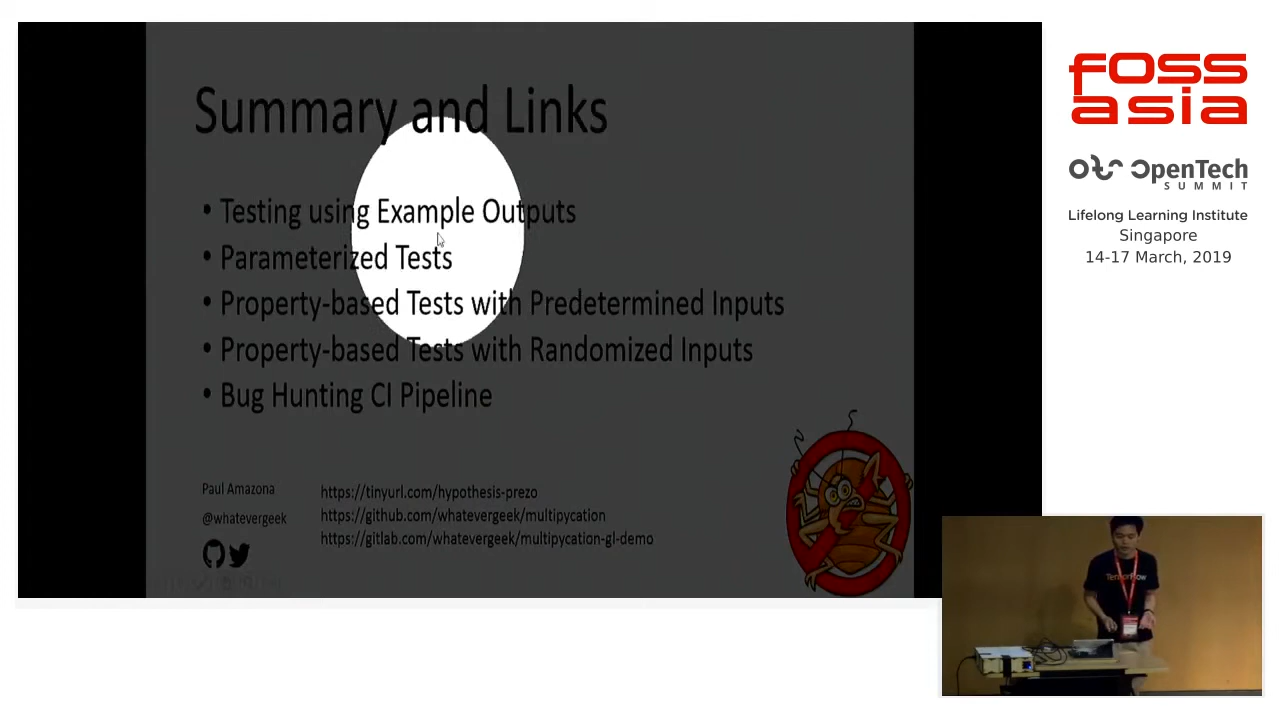 Summary and Links
• Testing using Example Outputs
• Parameterized Tests
• Property-based Tests with Predetermined Inputs
• Property-based Tests with Randomized Inputs
• Bug Hunting CI Pipeline
Paul Amazona
@whatevergeek
https://tinyurl.com/hypothesis-prezo
https://github.com/whatevergeek/multipycation
https://gitlab.com/whatevergeek/multipycation-gl-demo
FOSS
asia
OpenTech
SUMMIT
Lifelong Learning Institute
Singapore
14-17 March, 2019
TensorFlow